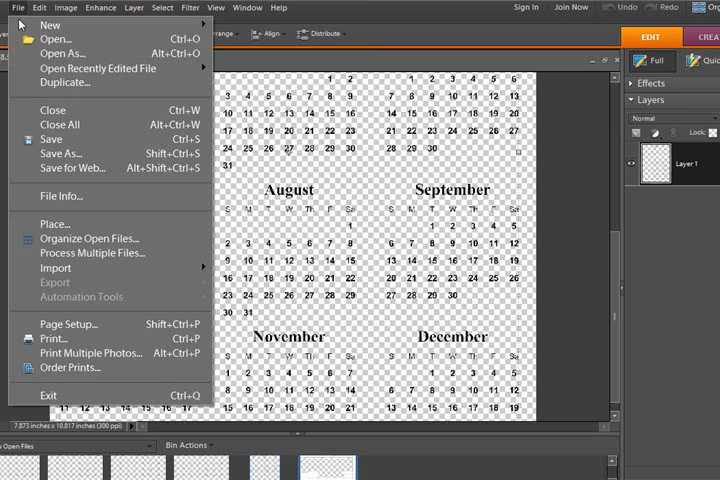 File Edit Image Enhance Layer Select Filter View Window Help Sign In Join Now Undo Redo Org
New
Open... Ctrl+O
Open As... Alt+Ctrl+O
Open Recently Edited File
Duplicate...
Close Ctrl+W
Close All Alt+Ctrl+W
Save Ctrl+S
Save As... Shift+Ctrl+S
Save for Web... Alt+Shift+Ctrl+S
File Info...
Place...
Organize Open Files...
Process Multiple Files...
Import
Export
Automation Tools
Page Setup... Shift+Ctrl+P
Print... Ctrl+P
Print Multiple Photos... Alt+Ctrl+P
Order Prints...
Exit Ctrl+Q
Align Distribute
1 2
3 4 5 6 7 8 9
10 11 12 13 14 15 16
17 18 19 20 21 22 23
24 25 26 27 28 29 30
31
1 2 3 4 5 6
7 8 9 10 11 12 13
14 15 16 17 18 19 20
21 22 23 24 25 26 27
28 29 30
August
S M T W Th F Sa
1
2 3 4 5 6 7 8
9 10 11 12 13 14 15
16 17 18 19 20 21 22
23 24 25 26 27 28 29
30 31
September
S M T W Th F Sa
1 2 3 4 5
6 7 8 9 10 11 12
13 14 15 16 17 18 19
20 21 22 23 24 25 26
27 28 29 30
November
S M T W Th F Sa
1 2 3 4 5 6 7
8 9 10 11 12 13 14
15 16 17 18 19 20 21
December
S M T W Th F Sa
1 2 3 4 5
6 7 8 9 10 11 12
13 14 15 16 17 18 19
11 12 13 14 15 16 17
7.873 inches x 10.817 inches (300 ppi)
Open Files Bin Actions
EDIT CREA
Full Quic
Effects
Layers
Normal
Lock:
Layer 1